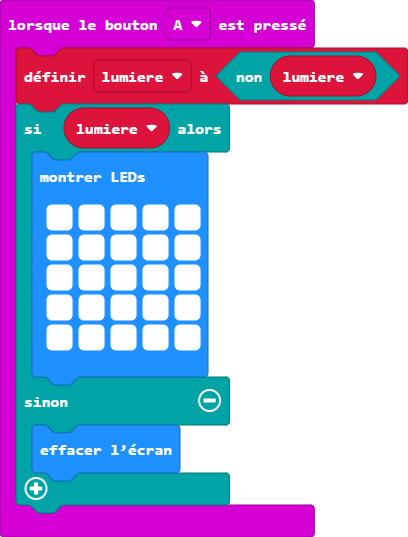 lorsque le bouton A est pressé
définir lumiere à non lumiere
si lumiere alors
montrer LEDs
sinon
effacer l’écran